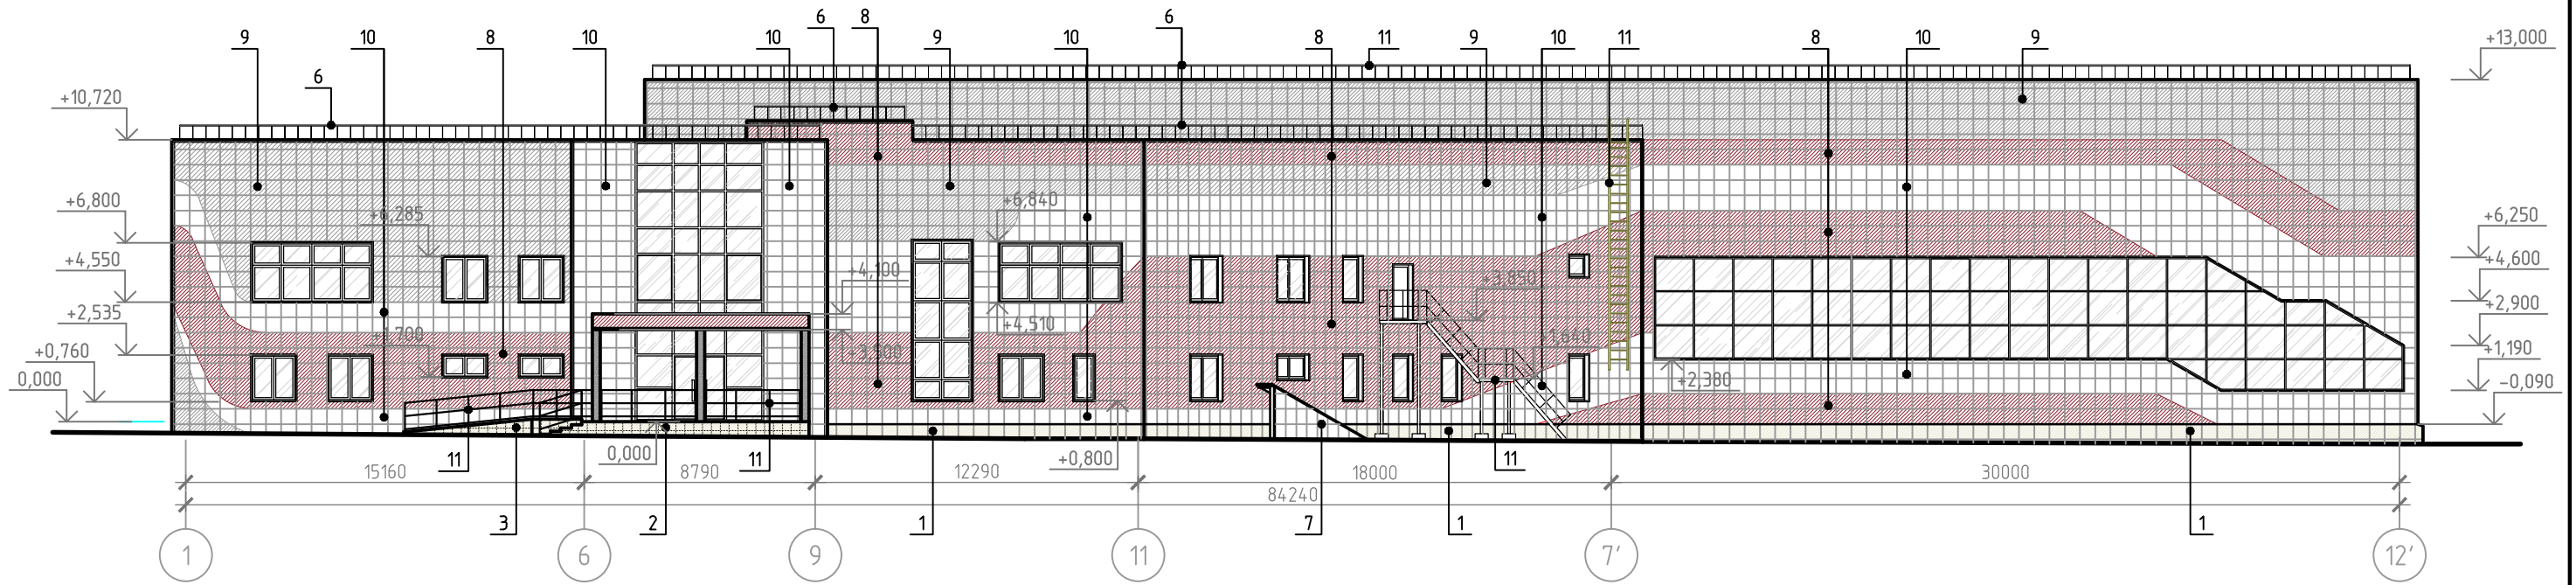 6 8 6
9 10 8 10 10 9 10 8 11 9 10 11 8 10 9 +13,000
6
+10,720
+6,800 +6,285 +6,840 +6,250
+4,550 +4,100 +3,850 +4,600
+2,535 +1,700 +4,510 +1,640 +2,900
+0,760 +3,500 +1,190
0,000 +2,380 -0,090
11 0,000 11 +0,800 11
15160 8790 12290 18000 30000
84240
3 2 1 7 1 1
1 6 9 11 7' 12'